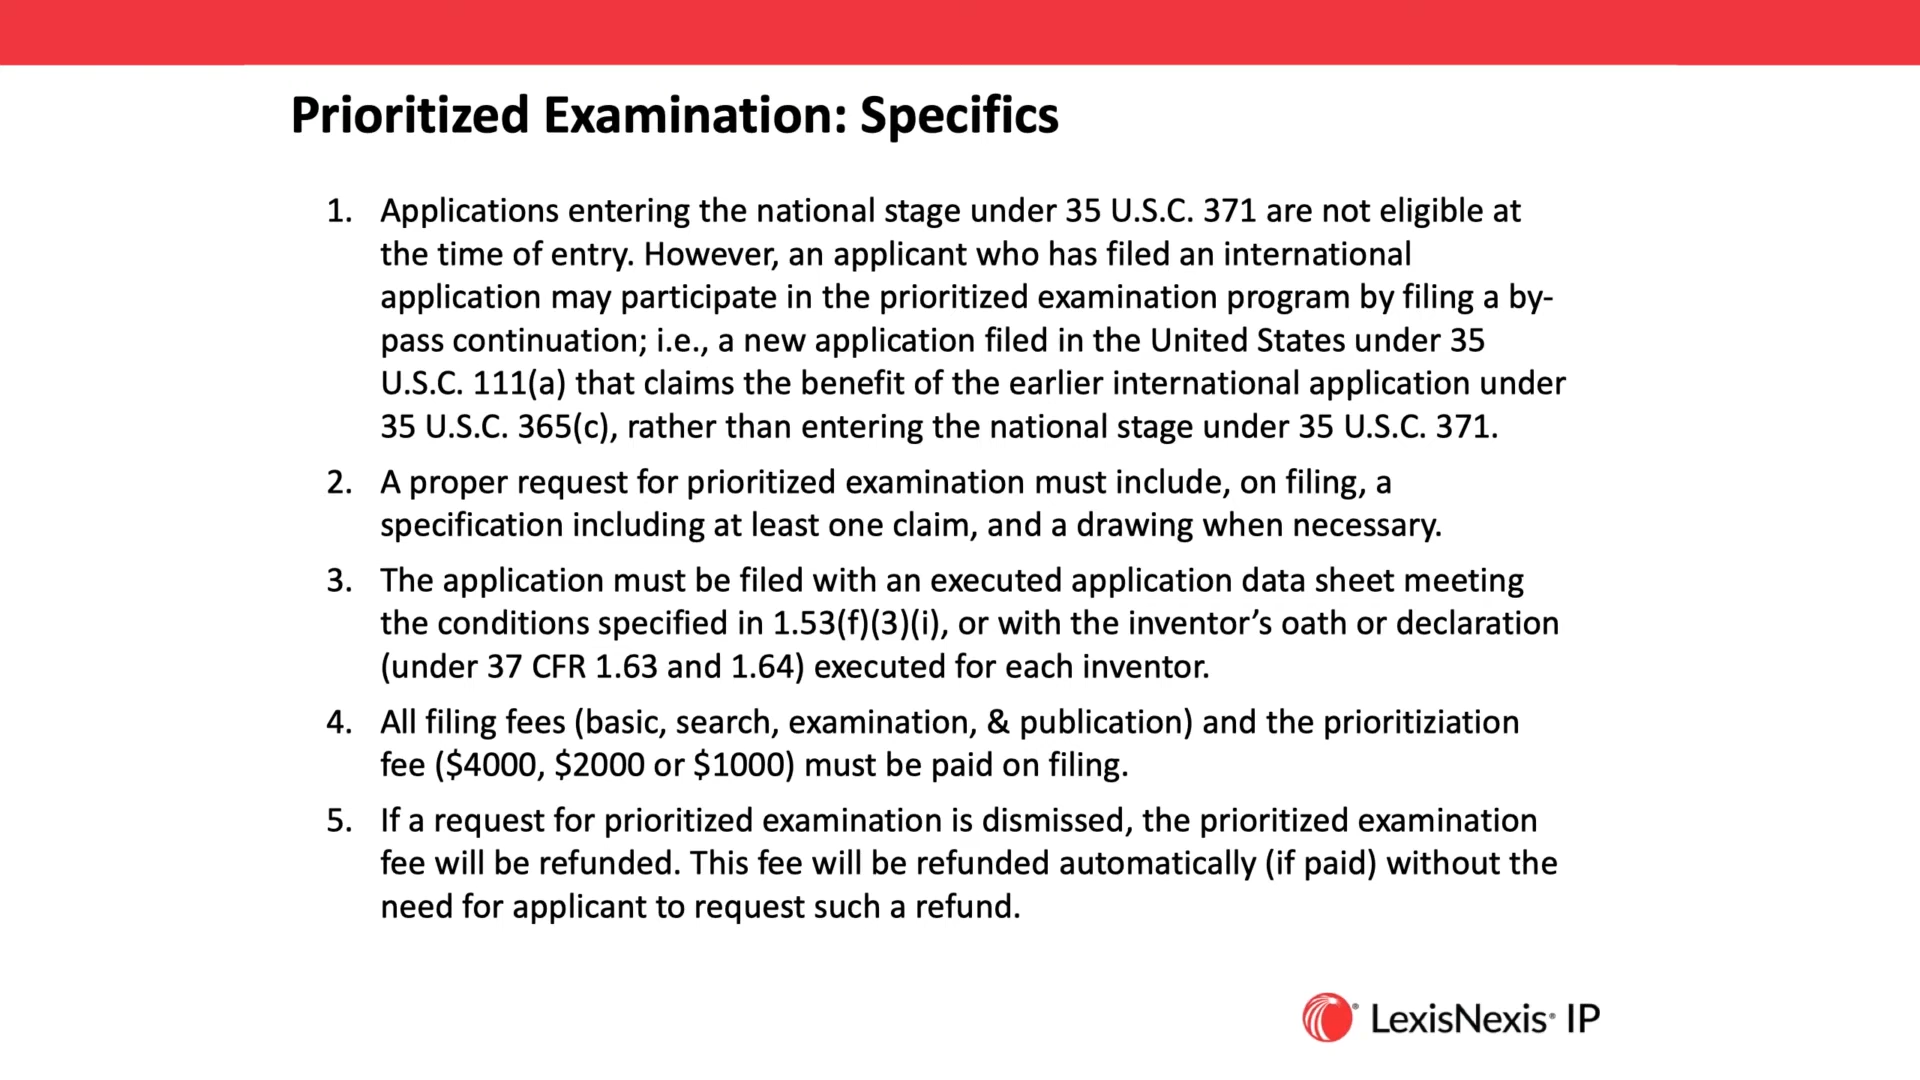 Prioritized Examination: Specifics
1. Applications entering the national stage under 35 U.S.C. 371 are not eligible at
the time of entry. However, an applicant who has filed an international
application may participate in the prioritized examination program by filing a by-
pass continuation; i.e., a new application filed in the United States under 35
U.S.C. 111(a) that claims the benefit of the earlier international application under
35 U.S.C. 365(c), rather than entering the national stage under 35 U.S.C. 371.
2. A proper request for prioritized examination must include, on filing, a
specification including at least one claim, and a drawing when necessary.
3. The application must be filed with an executed application data sheet meeting
the conditions specified in 1.53(f)(3)(i), or with the inventor’s oath or declaration
(under 37 CFR 1.63 and 1.64) executed for each inventor.
4. All filing fees (basic, search, examination, & publication) and the prioritiziation
fee ($4000, $2000 or $1000) must be paid on filing.
5. If a request for prioritized examination is dismissed, the prioritized examination
fee will be refunded. This fee will be refunded automatically (if paid) without the
need for applicant to request such a refund.
® LexisNexis® IP